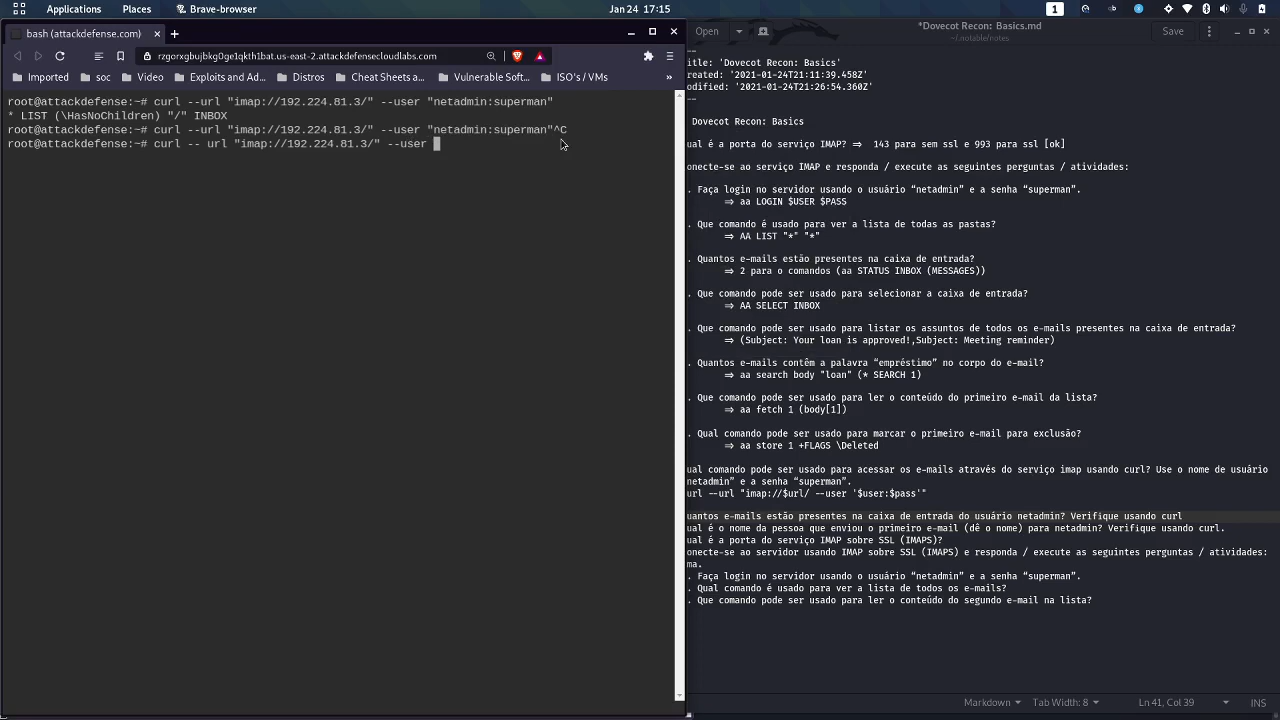 Applications Places Brave-browser Jan 24 17:15 1
bash (attackdefense.com)
rzgorxgbujbkg0ge1qkth1bat.us-east-2.attackdefensecloudlabs.com
Imported soc Video Exploits and Ad... Distros Cheat Sheets a... Vulnerable Soft... ISO's / VMs »
root@attackdefense:~# curl --url "imap://192.224.81.3/" --user "netadmin:superman"
* LIST (\HasNoChildren) "/" INBOX
root@attackdefense:~# curl --url "imap://192.224.81.3/" --user "netadmin:superman"^C
root@attackdefense:~# curl -- url "imap://192.224.81.3/" --user
Open *Dovecot Recon: Basics.md Save
~/.notable/notes
--
itle: 'Dovecot Recon: Basics'
reated: '2021-01-24T21:11:39.458Z'
odified: '2021-01-24T21:26:54.360Z'
--
Dovecot Recon: Basics
ual é a porta do serviço IMAP? ⇒ 143 para sem ssl e 993 para ssl [ok]
onecte-se ao serviço IMAP e responda / execute as seguintes perguntas / atividades:
. Faça login no servidor usando o usuário “netadmin” e a senha “superman”.
⇒ aa LOGIN $USER $PASS
. Que comando é usado para ver a lista de todas as pastas?
⇒ AA LIST "*" "*"
. Quantos e-mails estão presentes na caixa de entrada?
⇒ 2 para o comandos (aa STATUS INBOX (MESSAGES))
. Que comando pode ser usado para selecionar a caixa de entrada?
⇒ AA SELECT INBOX
. Que comando pode ser usado para listar os assuntos de todos os e-mails presentes na caixa de entrada?
⇒ (Subject: Your loan is approved!,Subject: Meeting reminder)
. Quantos e-mails contêm a palavra “empréstimo” no corpo do e-mail?
⇒ aa search body "loan" (* SEARCH 1)
. Que comando pode ser usado para ler o conteúdo do primeiro e-mail da lista?
⇒ aa fetch 1 (body[1])
. Qual comando pode ser usado para marcar o primeiro e-mail para exclusão?
⇒ aa store 1 +FLAGS \Deleted
ual comando pode ser usado para acessar os e-mails através do serviço imap usando curl? Use o nome de usuário
netadmin” e a senha “superman”.
url --url "imap://$url/ --user '$user:$pass'"
uantos e-mails estão presentes na caixa de entrada do usuário netadmin? Verifique usando curl
ual é o nome da pessoa que enviou o primeiro e-mail (dê o nome) para netadmin? Verifique usando curl.
ual é a porta do serviço IMAP sobre SSL (IMAPS)?
onecte-se ao servidor usando IMAP sobre SSL (IMAPS) e responda / execute as seguintes perguntas / atividades:
ma.
. Faça login no servidor usando o usuário “netadmin” e a senha “superman”.
. Qual comando é usado para ver a lista de todos os e-mails?
. Que comando pode ser usado para ler o conteúdo do segundo e-mail na lista?
Markdown Tab Width: 8 Ln 41, Col 39 INS